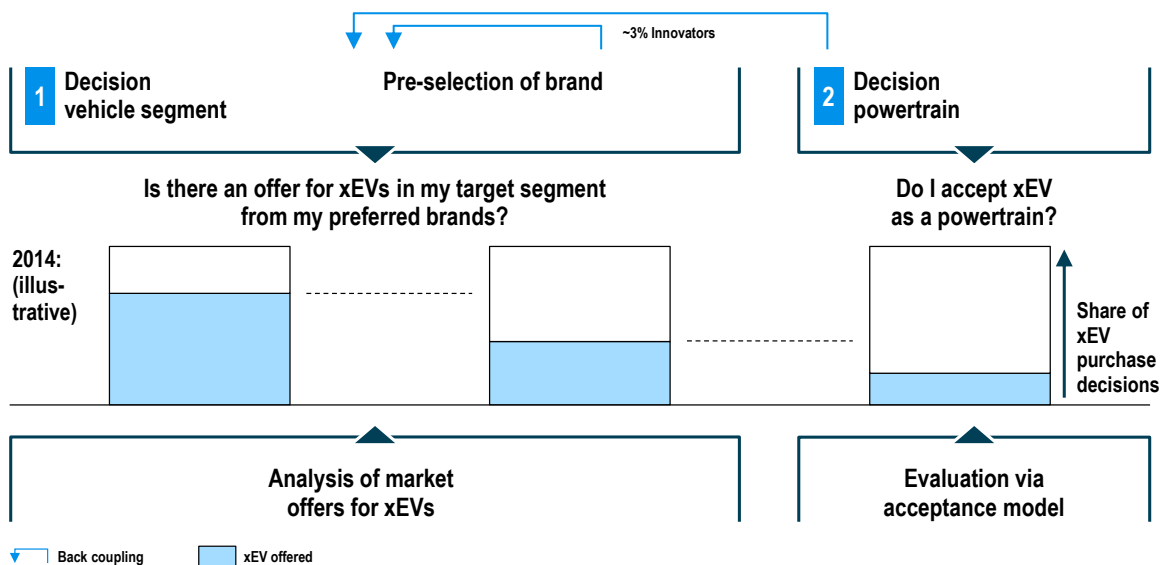 ~3% Innovators
1
Decision
vehicle segment
Pre-selection of brand
2
Decision
powertrain
Is there an offer for xEVs in my target segment
from my preferred brands?
Do I accept xEV
as a powertrain?
2014:
(illus-
trative)
Share of
xEV
purchase
decisions
Analysis of market
offers for xEVs
Evaluation via
acceptance model
Back coupling
xEV offered